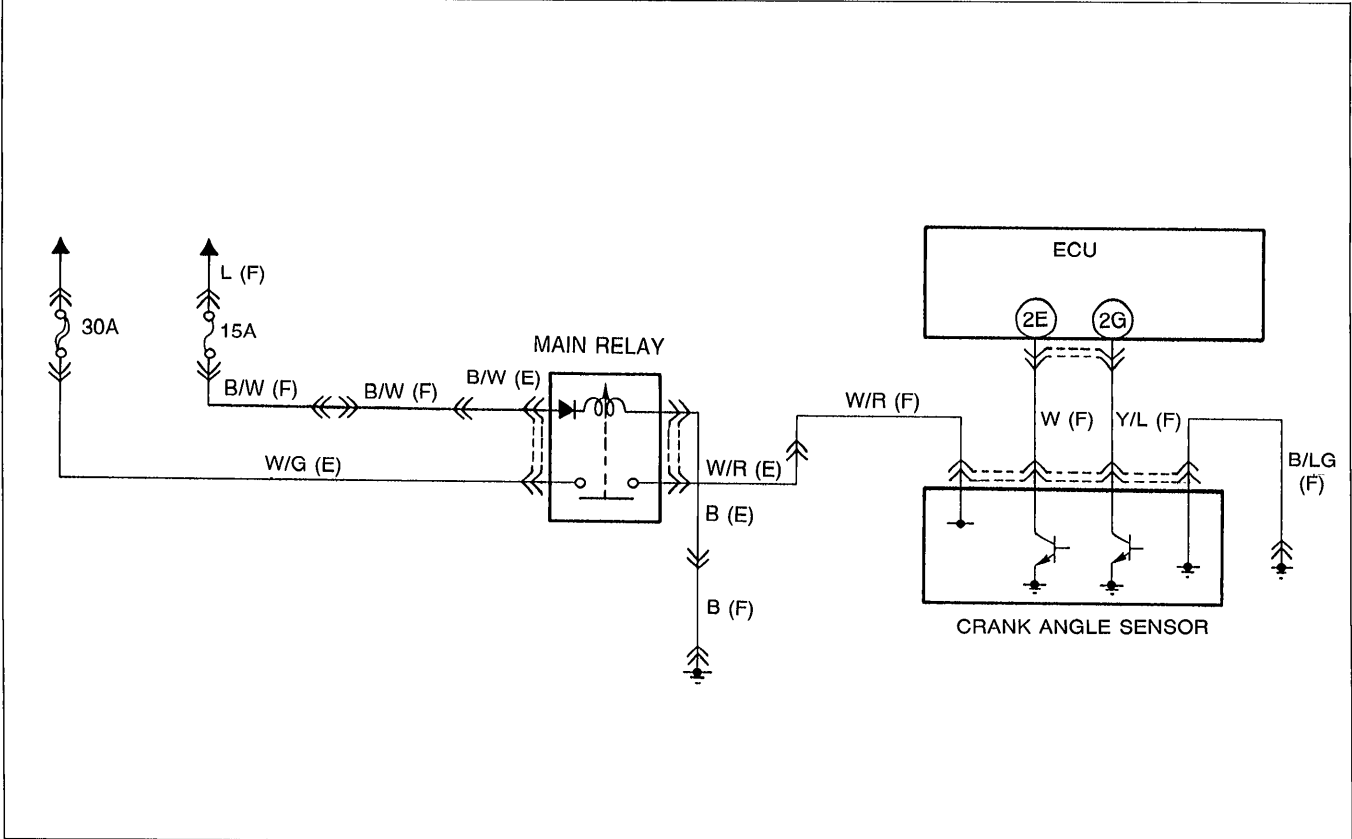 ECU
L (F)
30A
15A
2E
2G
MAIN RELAY
B/W (F)
B/W (F)
B/W (E)
W/R (F)
W (F)
Y/L (F)
W/G (E)
W/R (E)
B/LG
(F)
B (E)
B (F)
CRANK ANGLE SENSOR